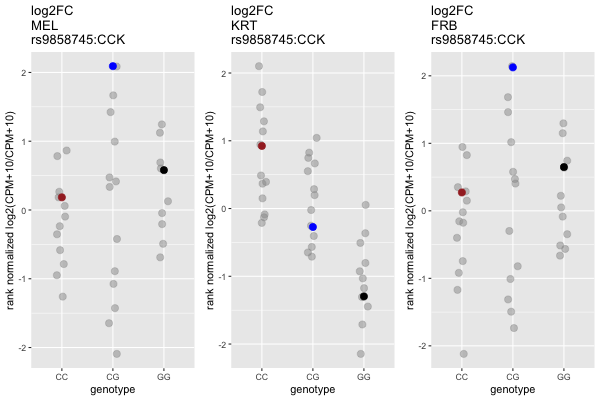 log2FC
MEL
rs9858745:CCK
rank normalized log2(CPM+10/CPM+10)
2
1
0
-1
-2
CC
CG
GG
genotype
log2FC
KRT
rs9858745:CCK
rank normalized log2(CPM+10/CPM+10)
2
1
0
-1
-2
CC
CG
GG
genotype
log2FC
FRB
rs9858745:CCK
rank normalized log2(CPM+10/CPM+10)
2
1
0
-1
-2
CC
CG
GG
genotype